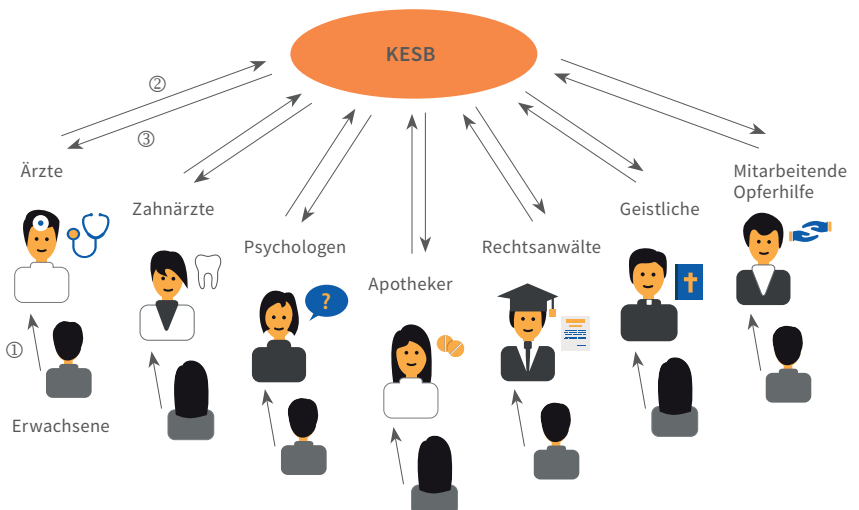 KESB
②
③
①
Ärzte
Zahnärzte
Psychologen
?
Apotheker
Rechtsanwälte
Geistliche
Mitarbeitende
Opferhilfe
Erwachsene